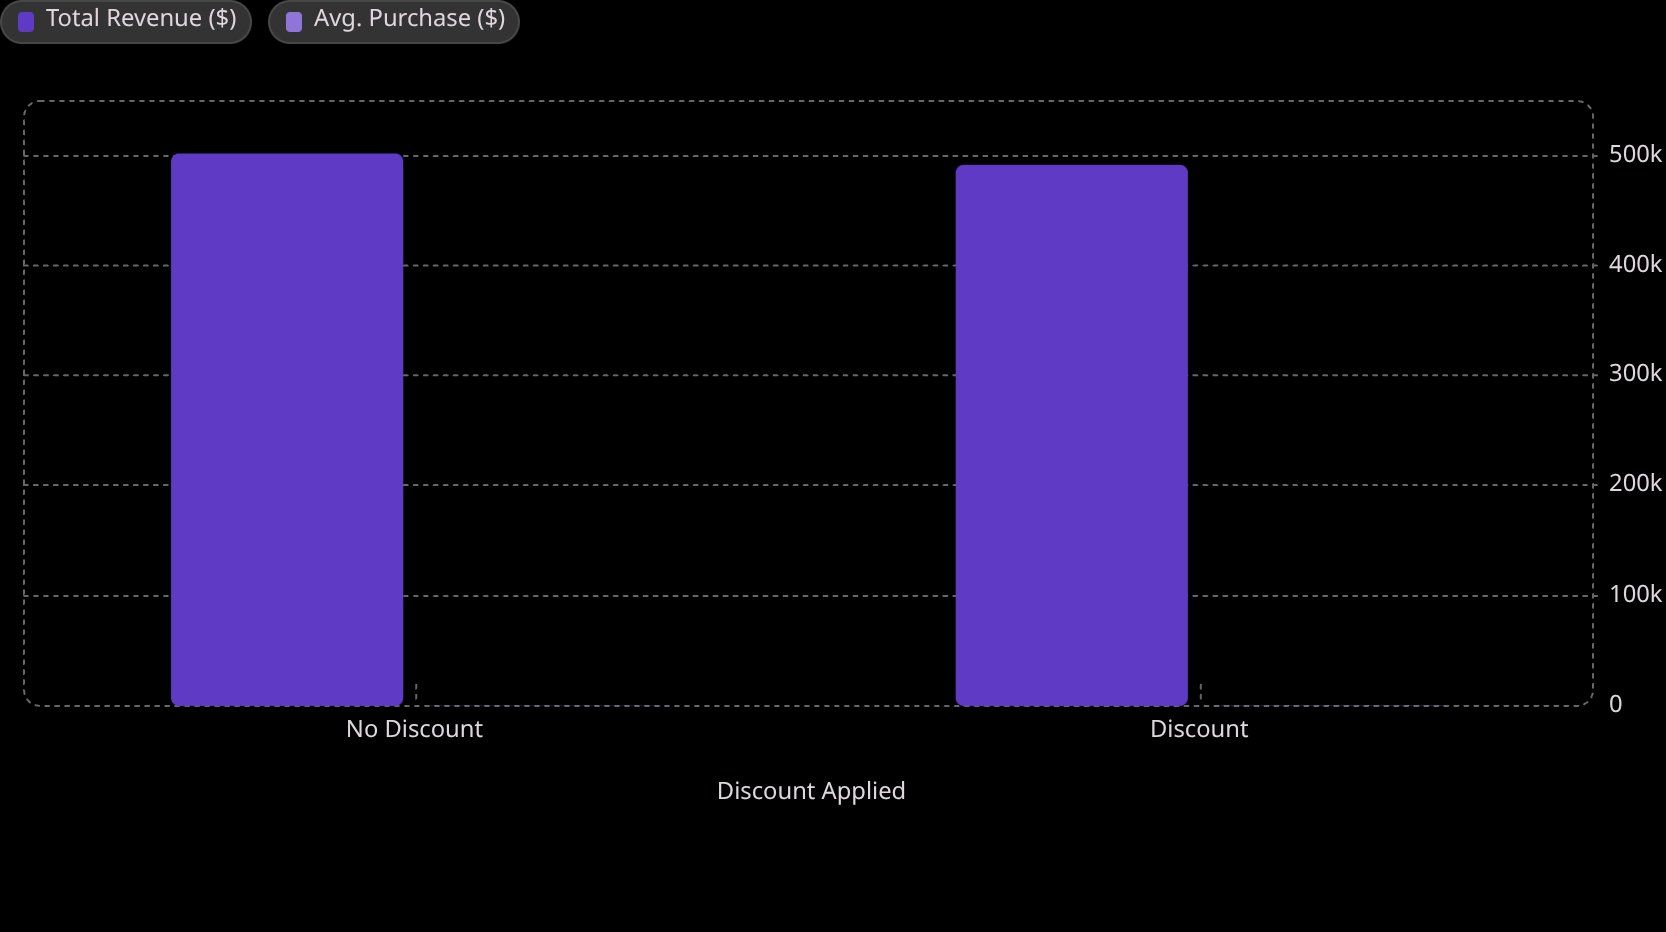 Total Revenue ($) Avg. Purchase ($)
500k
400k
300k
200k
100k
0
No Discount Discount
Discount Applied